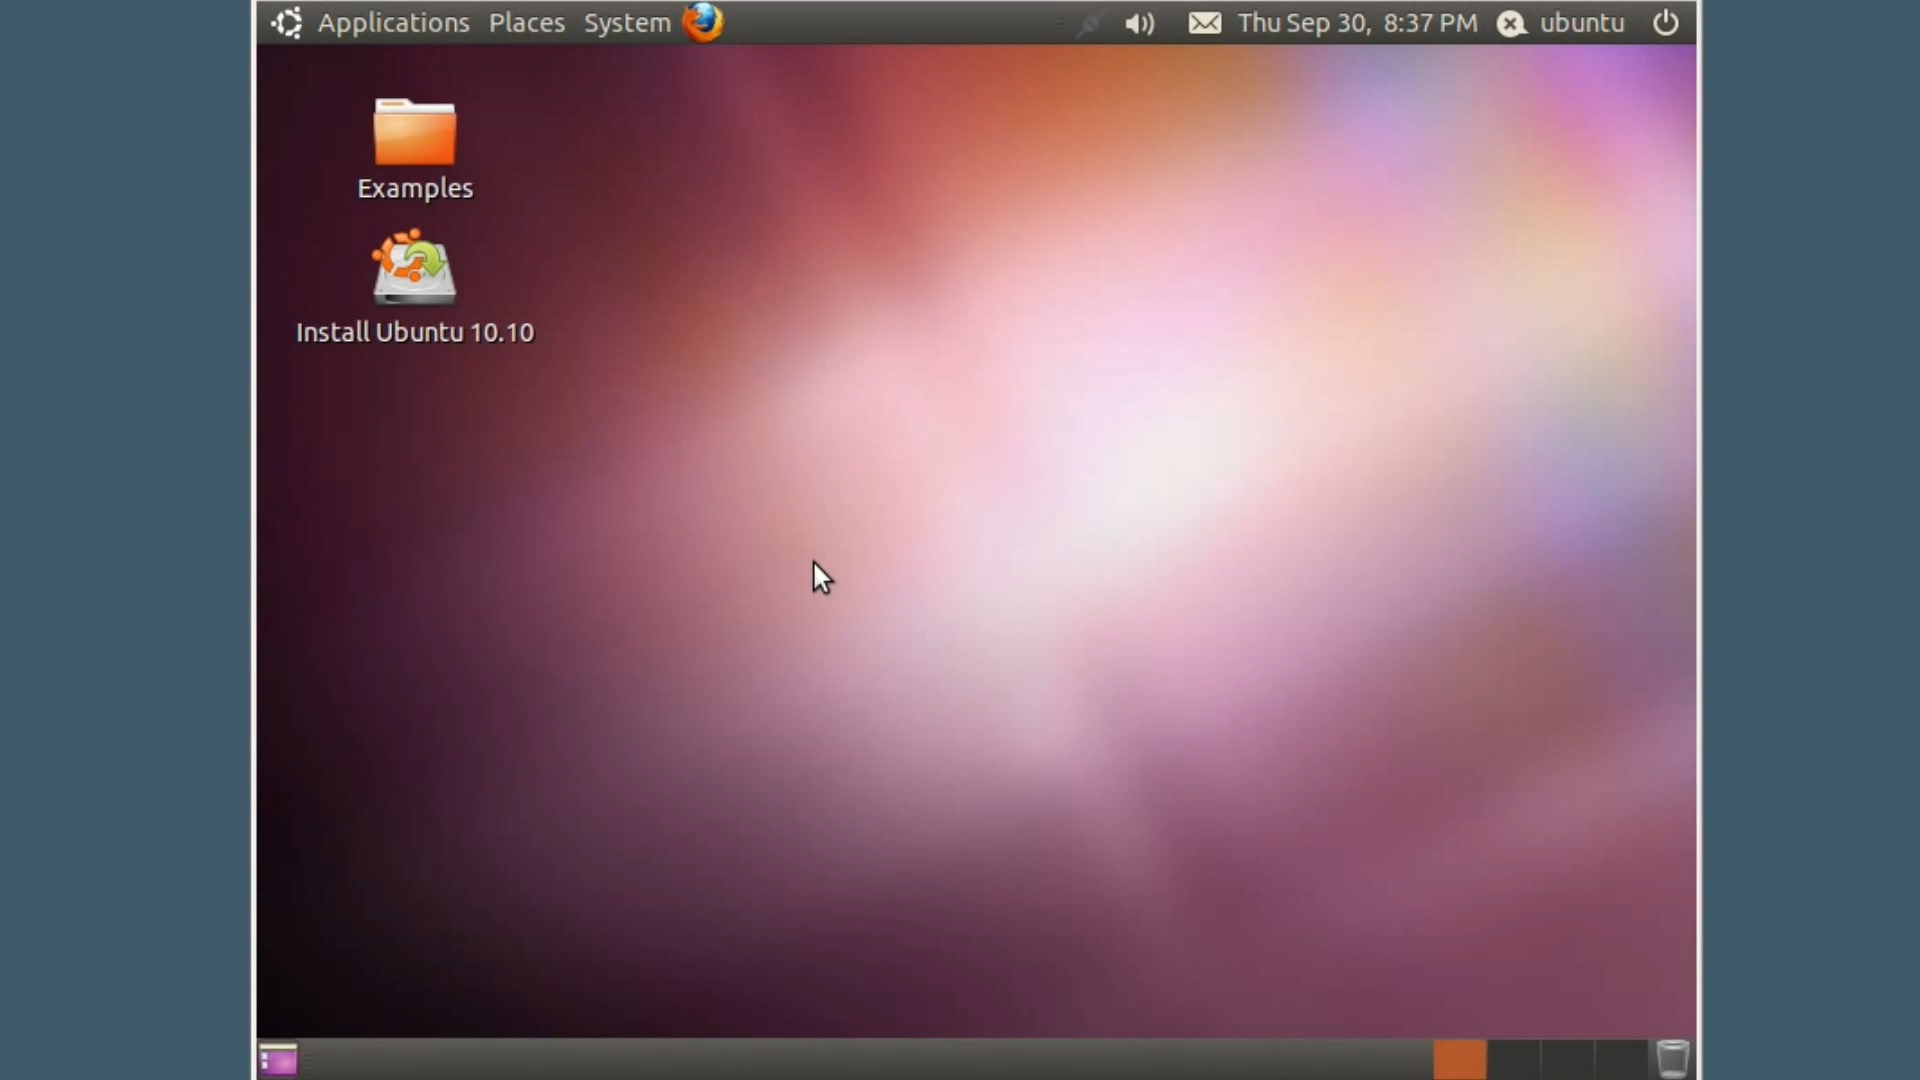 Applications Places System Thu Sep 30, 8:37 PM ubuntu
Examples
Install Ubuntu 10.10